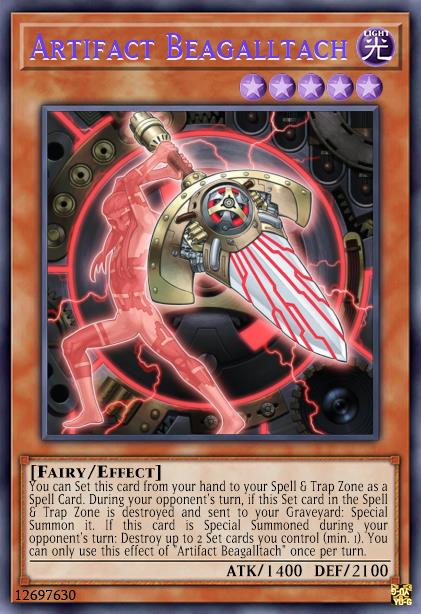 Artifact Beagalltach
LIGHT
光
[Fairy/Effect]
You can Set this card from your hand to your Spell & Trap Zone as a
Spell Card. During your opponent's turn, if this Set card in the Spell
& Trap Zone is destroyed and sent to your Graveyard: Special
Summon it. If this card is Special Summoned during your
opponent's turn: Destroy up to 2 Set cards you control (min. 1). You
can only use this effect of "Artifact Beagalltach" once per turn.
ATK/1400 DEF/2100
12697630